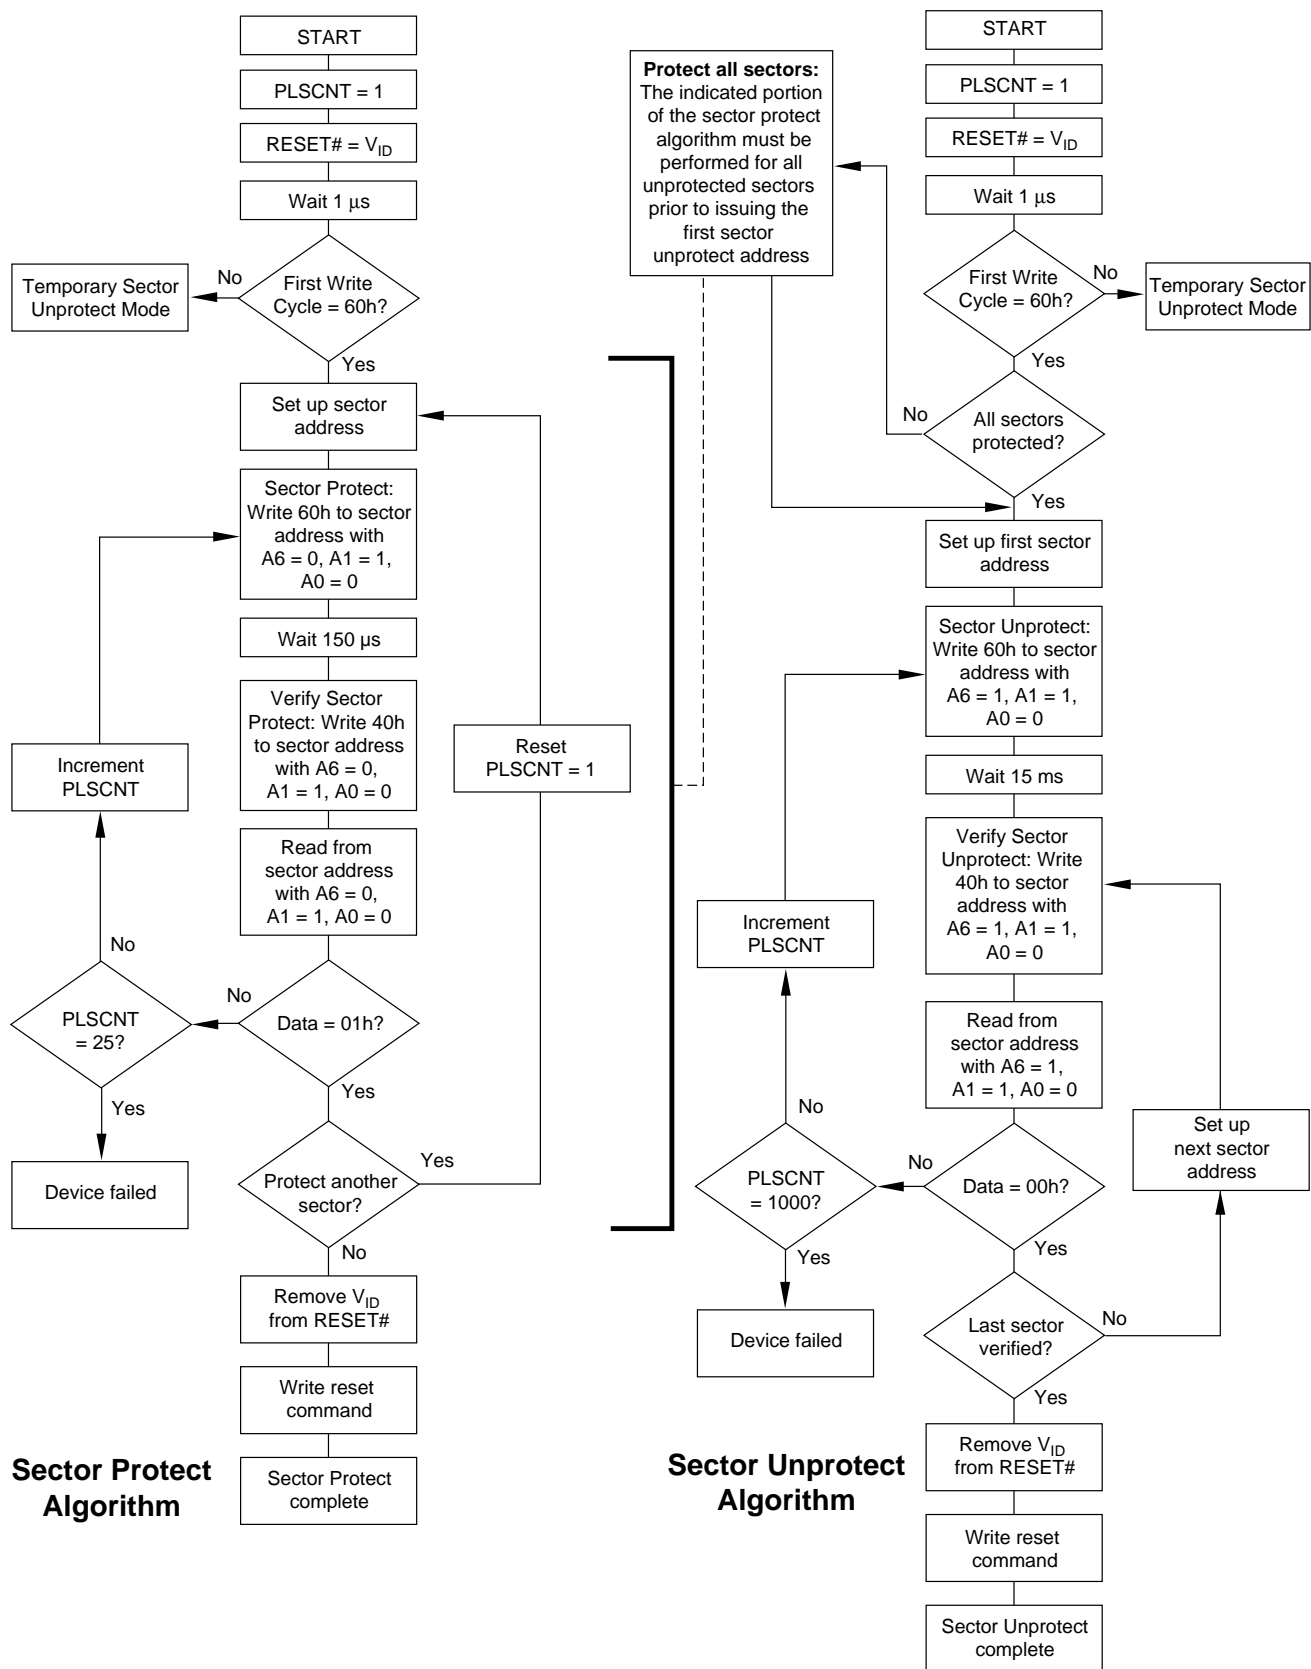 START
PLSCNT = 1
RESET# = VID
Wait 1 μs
First Write
Cycle = 60h?
No
Temporary Sector
Unprotect Mode
Yes
Set up sector
address
Sector Protect:
Write 60h to sector
address with
A6 = 0, A1 = 1,
A0 = 0
Wait 150 µs
Verify Sector
Protect: Write 40h
to sector address
with A6 = 0,
A1 = 1, A0 = 0
Increment
PLSCNT
Reset
PLSCNT = 1
Read from
sector address
with A6 = 0,
A1 = 1, A0 = 0
No
PLSCNT
= 25?
No
Data = 01h?
Yes
Yes
Device failed
Protect another
sector?
Yes
No
Remove VID
from RESET#
Write reset
command
Sector Protect
complete
Sector Protect
Algorithm
Protect all sectors:
The indicated portion
of the sector protect
algorithm must be
performed for all
unprotected sectors
prior to issuing the
first sector
unprotect address
START
PLSCNT = 1
RESET# = VID
Wait 1 μs
First Write
Cycle = 60h?
No
Temporary Sector
Unprotect Mode
Yes
No
All sectors
protected?
Yes
Set up first sector
address
Sector Unprotect:
Write 60h to sector
address with
A6 = 1, A1 = 1,
A0 = 0
Wait 15 ms
Verify Sector
Unprotect: Write
40h to sector
address with
A6 = 1, A1 = 1,
A0 = 0
Increment
PLSCNT
Read from
sector address
with A6 = 1,
A1 = 1, A0 = 0
No
Set up
next sector
address
PLSCNT
= 1000?
No
Data = 00h?
Yes
Yes
Device failed
Last sector
verified?
No
Yes
Remove VID
from RESET#
Write reset
command
Sector Unprotect
complete
Sector Unprotect
Algorithm